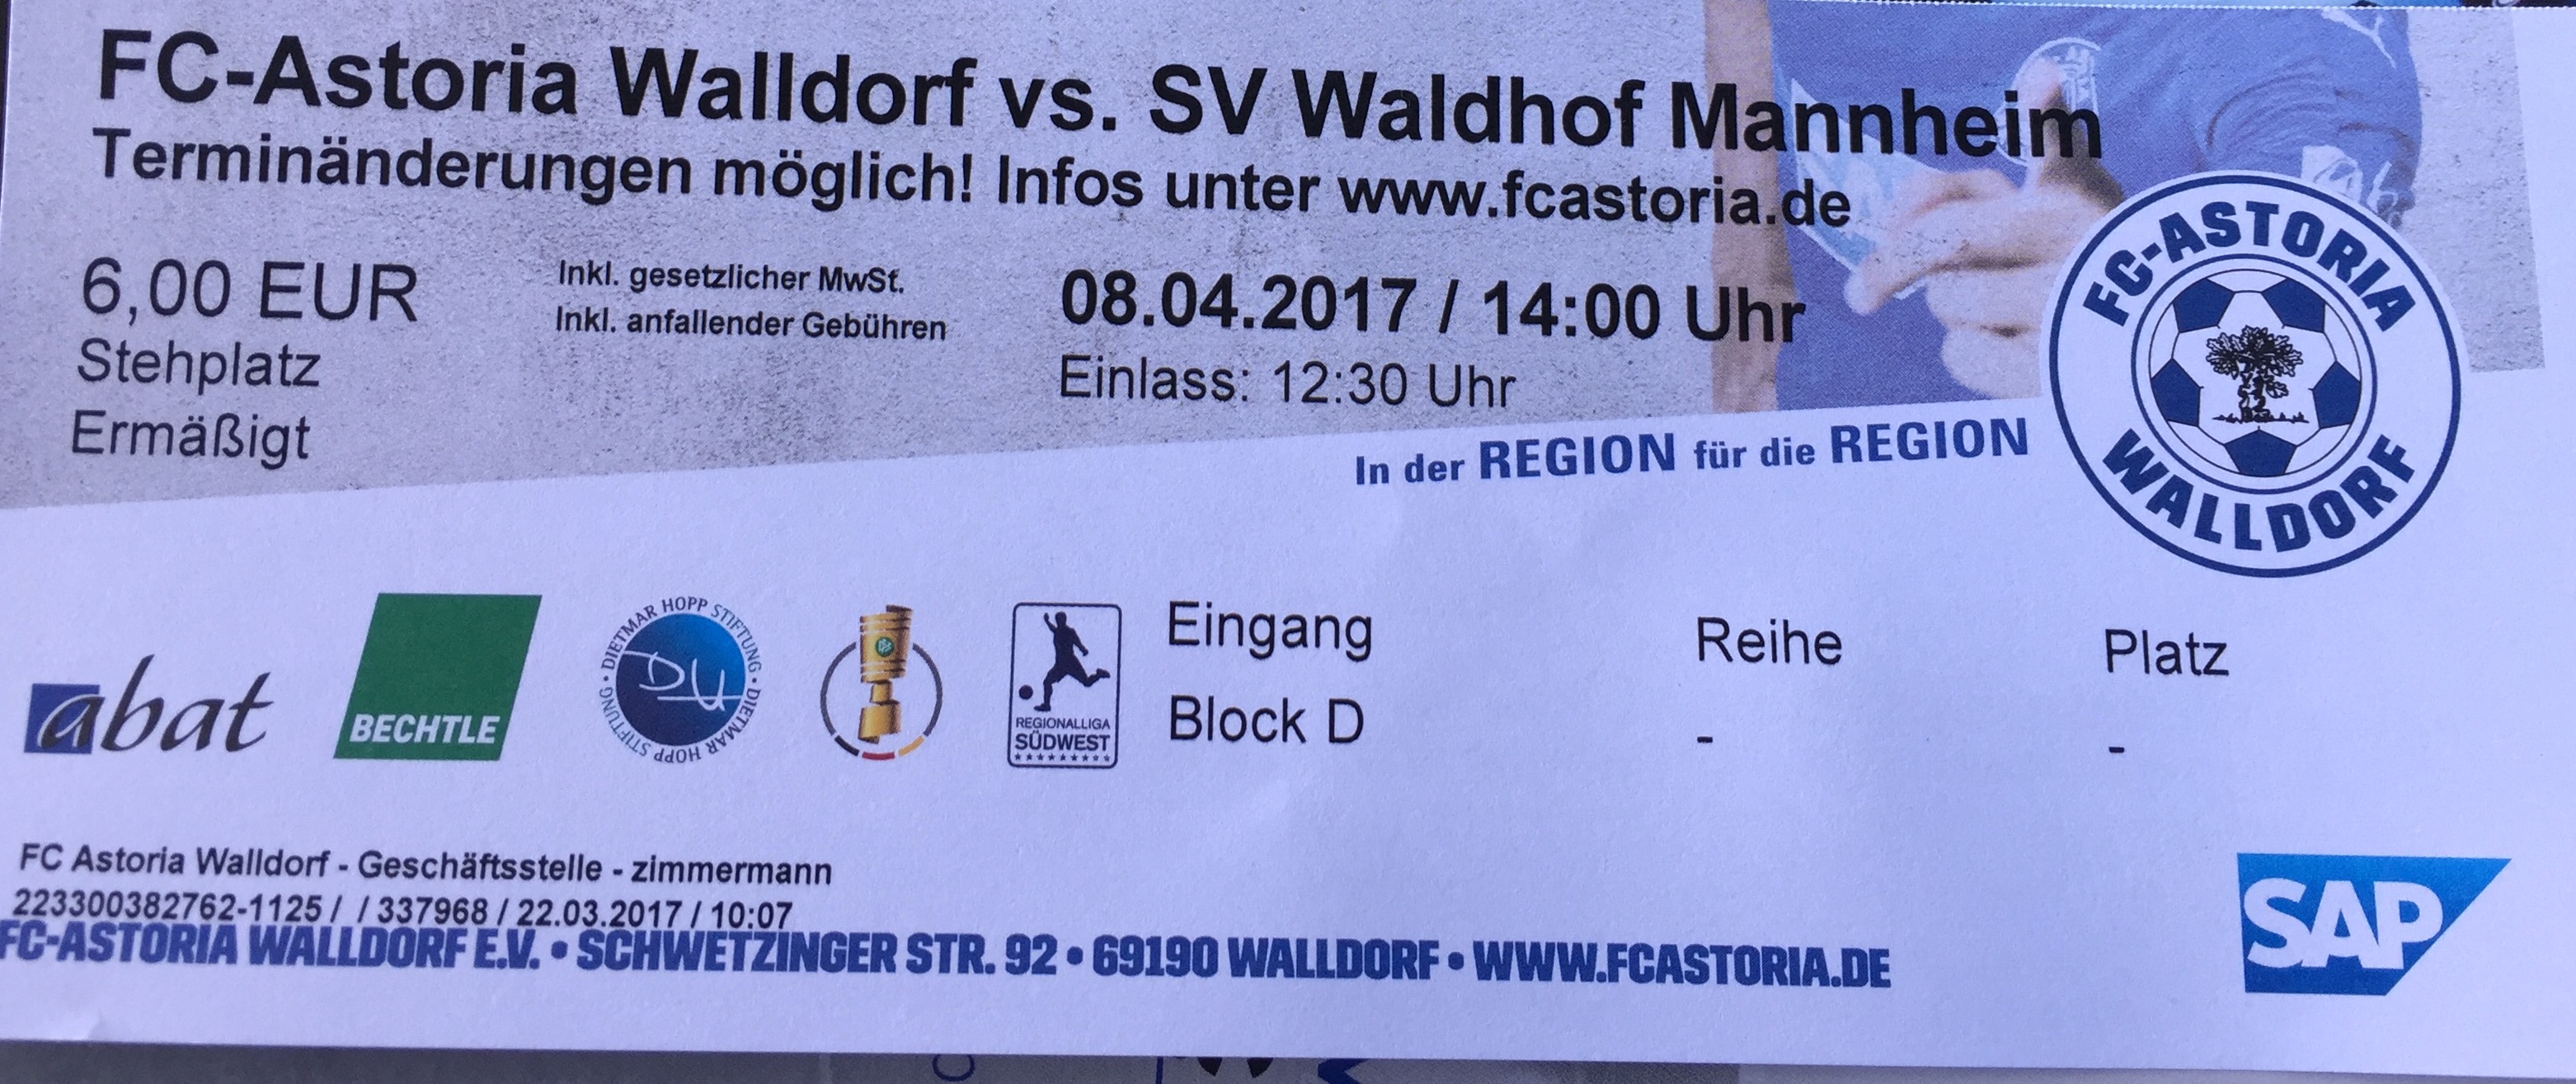 FC-Astoria Walldorf vs. SV Waldhof Mannheim
Terminänderungen möglich! Infos unter www.fcastoria.de
6,00 EUR
Inkl. gesetzlicher MwSt.
Inkl. anfallender Gebühren
Stehplatz
Ermäßigt
08.04.2017 / 14:00 Uhr
Einlass: 12:30 Uhr
In der REGION für die REGION
FC-ASTORIA
WALLDORF
abat
BECHTLE
DIETMAR HOPP STIFTUNG • DIETMAR HOPP STIFTUNG •
REGIONALLIGA
SÜDWEST
Eingang
Block D
Reihe
-
Platz
-
FC Astoria Walldorf - Geschäftsstelle - zimmermann
223300382762-1125 / / 337968 / 22.03.2017 / 10:07
FC-ASTORIA WALLDORF E.V. • SCHWETZINGER STR. 92 • 69190 WALLDORF • WWW.FCASTORIA.DE
SAP